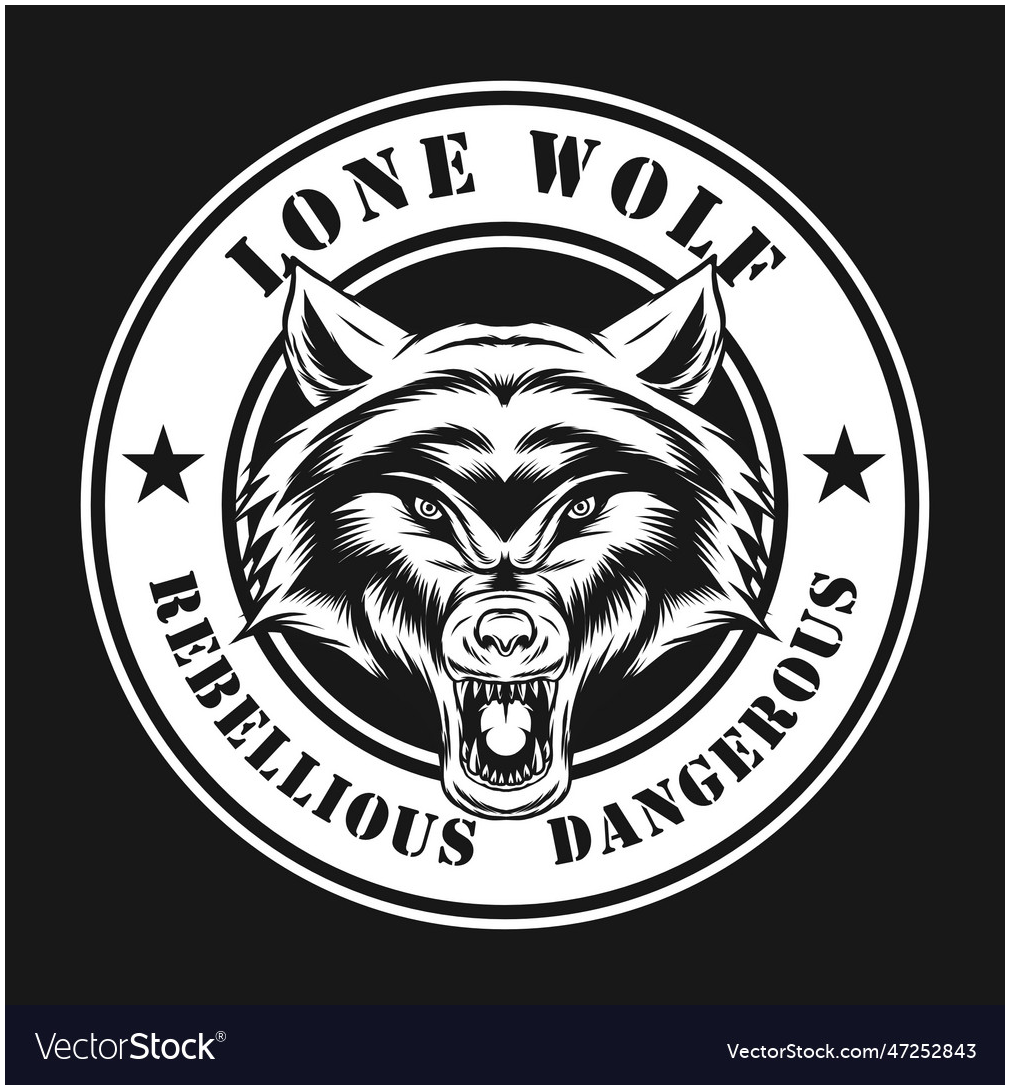 LONE WOLF
REBELLIOUS DANGEROUS
VectorStock®
VectorStock.com/47252843